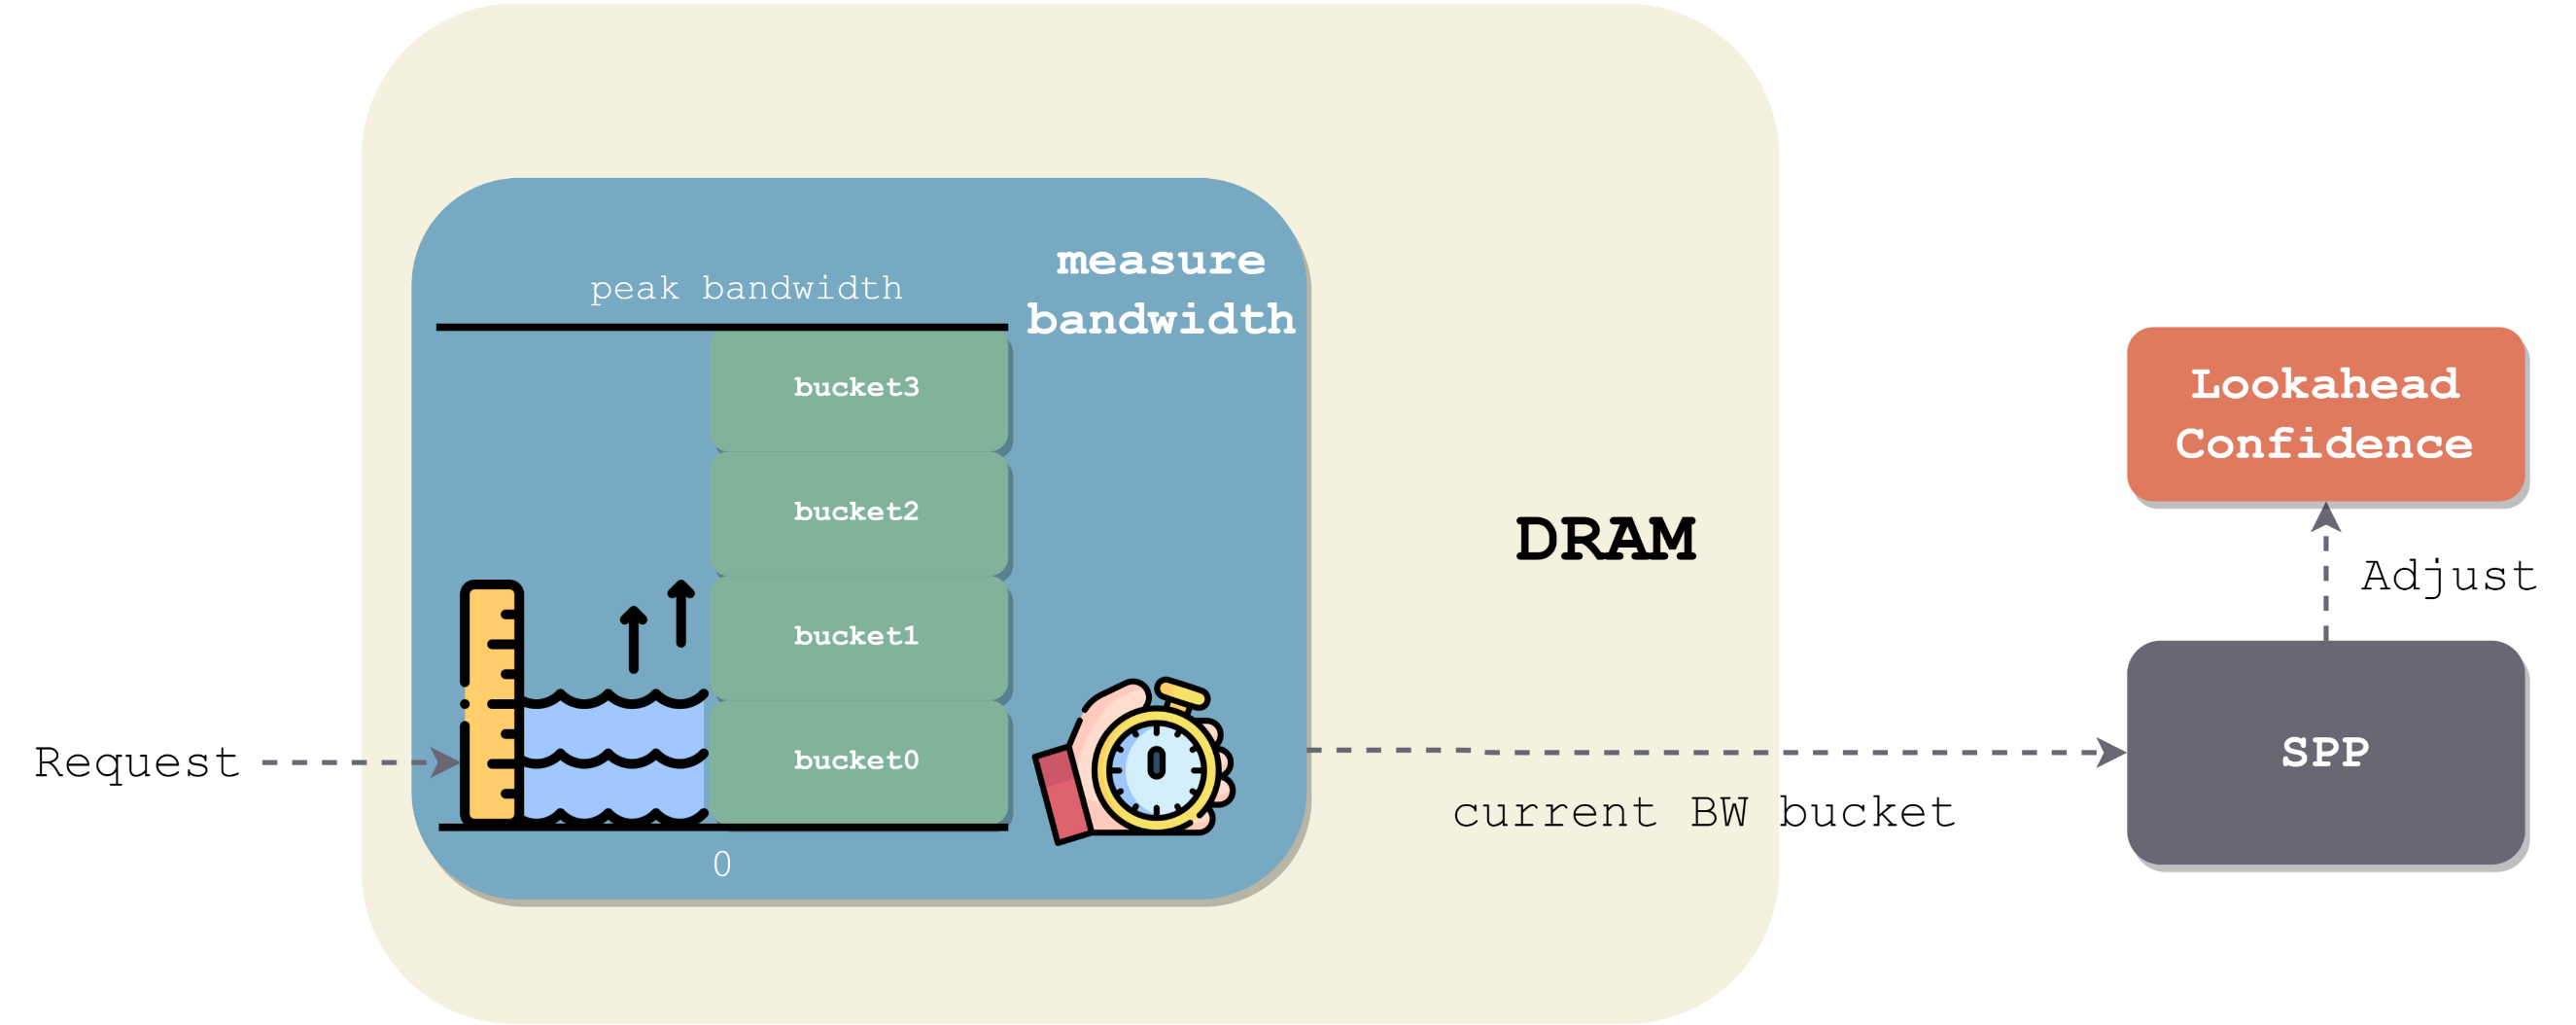 peak bandwidth
measure
bandwidth
bucket3
bucket2
bucket1
bucket0
0
Request
DRAM
current BW bucket
Lookahead
Confidence
Adjust
SPP